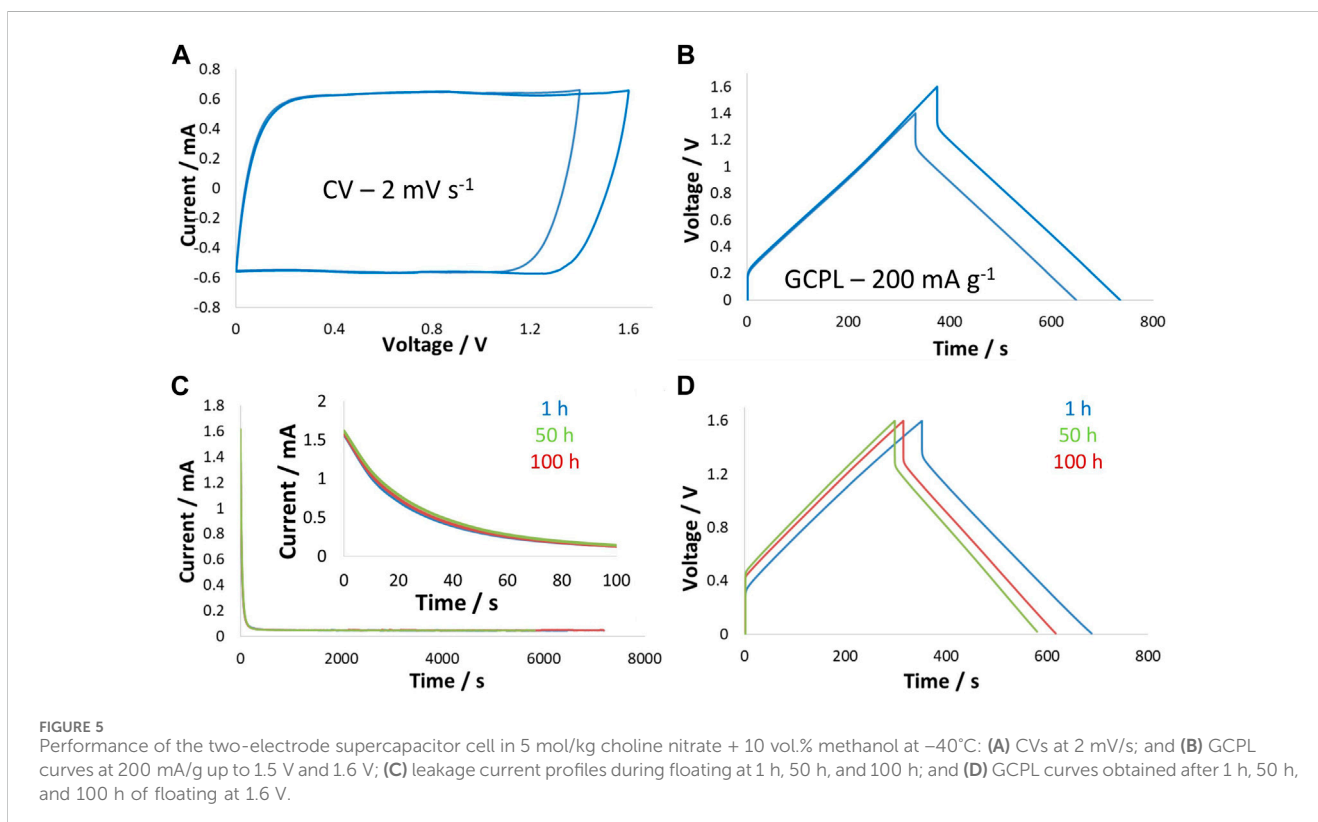 A
0.8
0.6
0.4
0.2
0
-0.2
-0.4
-0.6
-0.8
Current / mA
CV – 2 mV s-1
0 0.4 0.8 1.2 1.6
Voltage / V
B
1.6
1.4
1.2
1
0.8
0.6
0.4
0.2
0
Voltage / V
GCPL – 200 mA g-1
0 200 400 600 800
Time / s
C
1.8
1.6
1.4
1.2
1
0.8
0.6
0.4
0.2
0
Current / mA
2
1.5
1
0.5
0
Current / mA
0 20 40 60 80 100
Time / s
1 h
50 h
100 h
0 2000 4000 6000 8000
Time / s
D
1.6
1.2
0.8
0.4
0
Voltage / V
1 h
50 h
100 h
0 200 400 600 800
Time / s
FIGURE 5
Performance of the two-electrode supercapacitor cell in 5 mol/kg choline nitrate + 10 vol.% methanol at –40°C: (A) CVs at 2 mV/s; and (B) GCPL
curves at 200 mA/g up to 1.5 V and 1.6 V; (C) leakage current profiles during floating at 1 h, 50 h, and 100 h; and (D) GCPL curves obtained after 1 h, 50 h,
and 100 h of floating at 1.6 V.